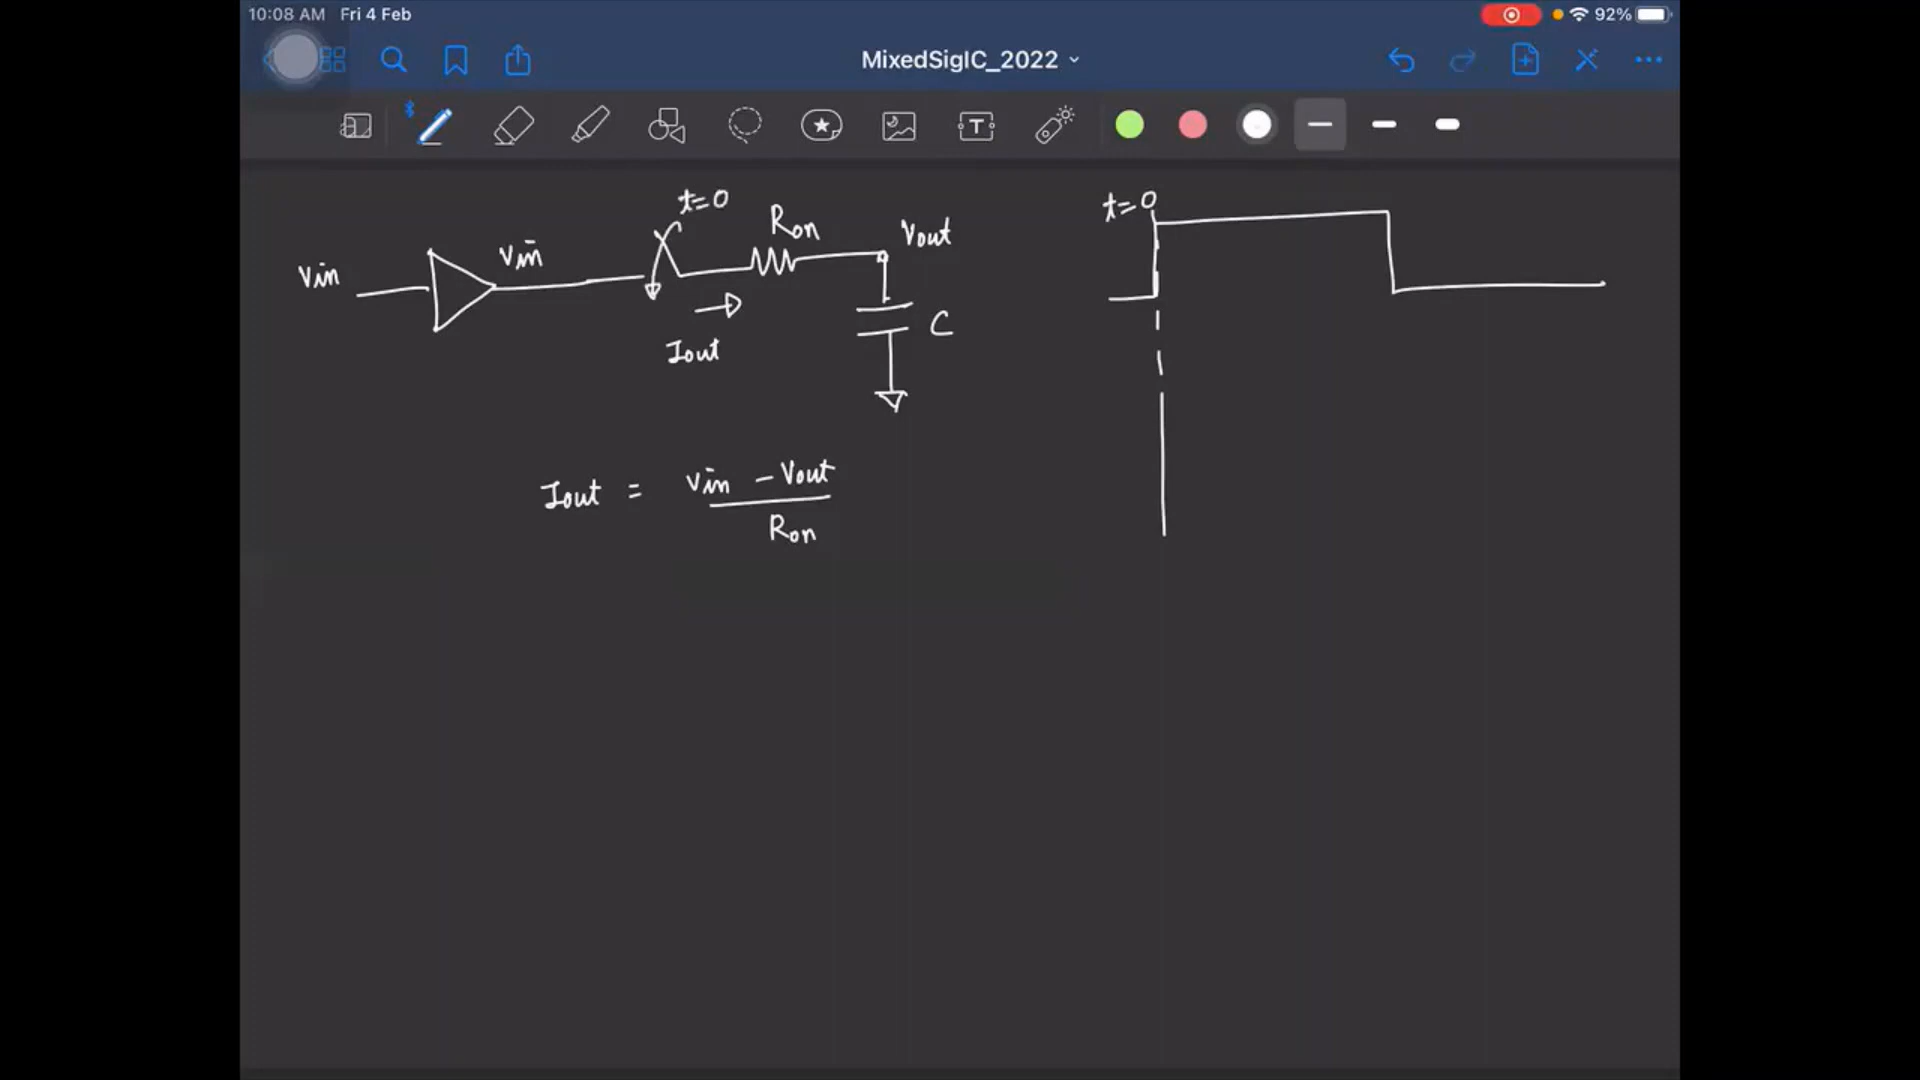 10:08 AM Fri 4 Feb
92%
MixedSigIC_2022
T
t=0
Ron
Vout
Vin
Vin
Iout
C
t=0
Iout = Vin - Vout
Ron